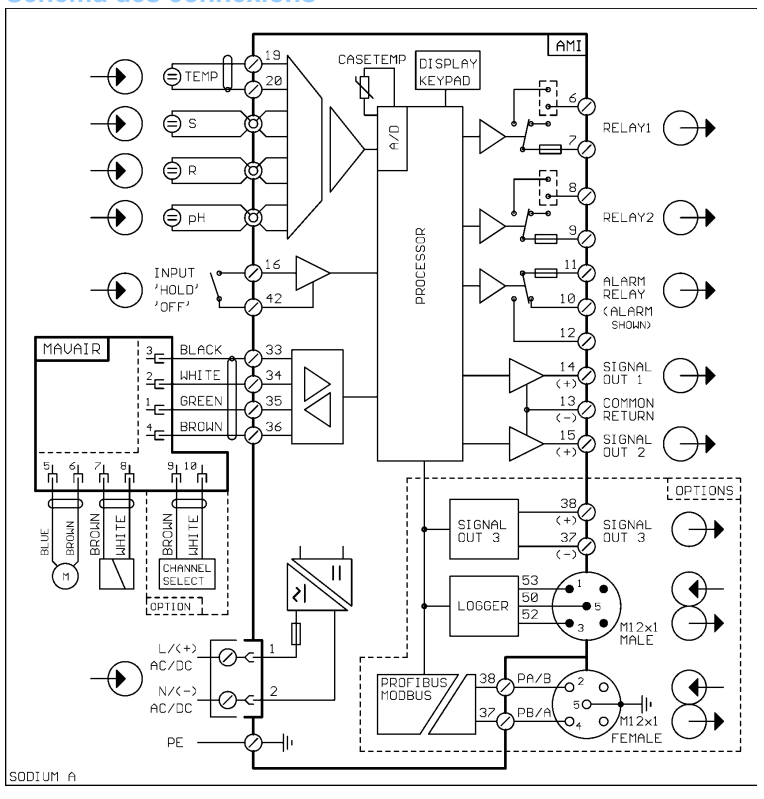 Schéma des connexions
AMI
19
TEMP
20
CASETEMP
DISPLAY
KEYPAD
A/D
PROCESSOR
S
R
pH
6
RELAY1
7
8
RELAY2
9
INPUT
'HOLD'
'OFF'
16
42
11
ALARM
RELAY
(ALARM
SHOWN)
10
12
MAVAIR
3 BLACK 33
2 WHITE 34
1 GREEN 35
4 BROWN 36
14
(+)
SIGNAL
OUT 1
13
(-)
COMMON
RETURN
15
(+)
SIGNAL
OUT 2
5 6 7 8 9 10
BLUE
BROWN
BROWN
WHITE
BROWN
WHITE
M
CHANNEL
SELECT
OPTION
OPTIONS
SIGNAL
OUT 3
38
(+)
37
(-)
SIGNAL
OUT 3
LOGGER
53
50
52
1
5
3
M12x1
MALE
L/(+)
AC/DC
1
N/(-)
AC/DC
2
PE
PROFIBUS
MODBUS
38 PA/B
37 PB/A
2
5
4
M12x1
FEMALE
SODIUM A